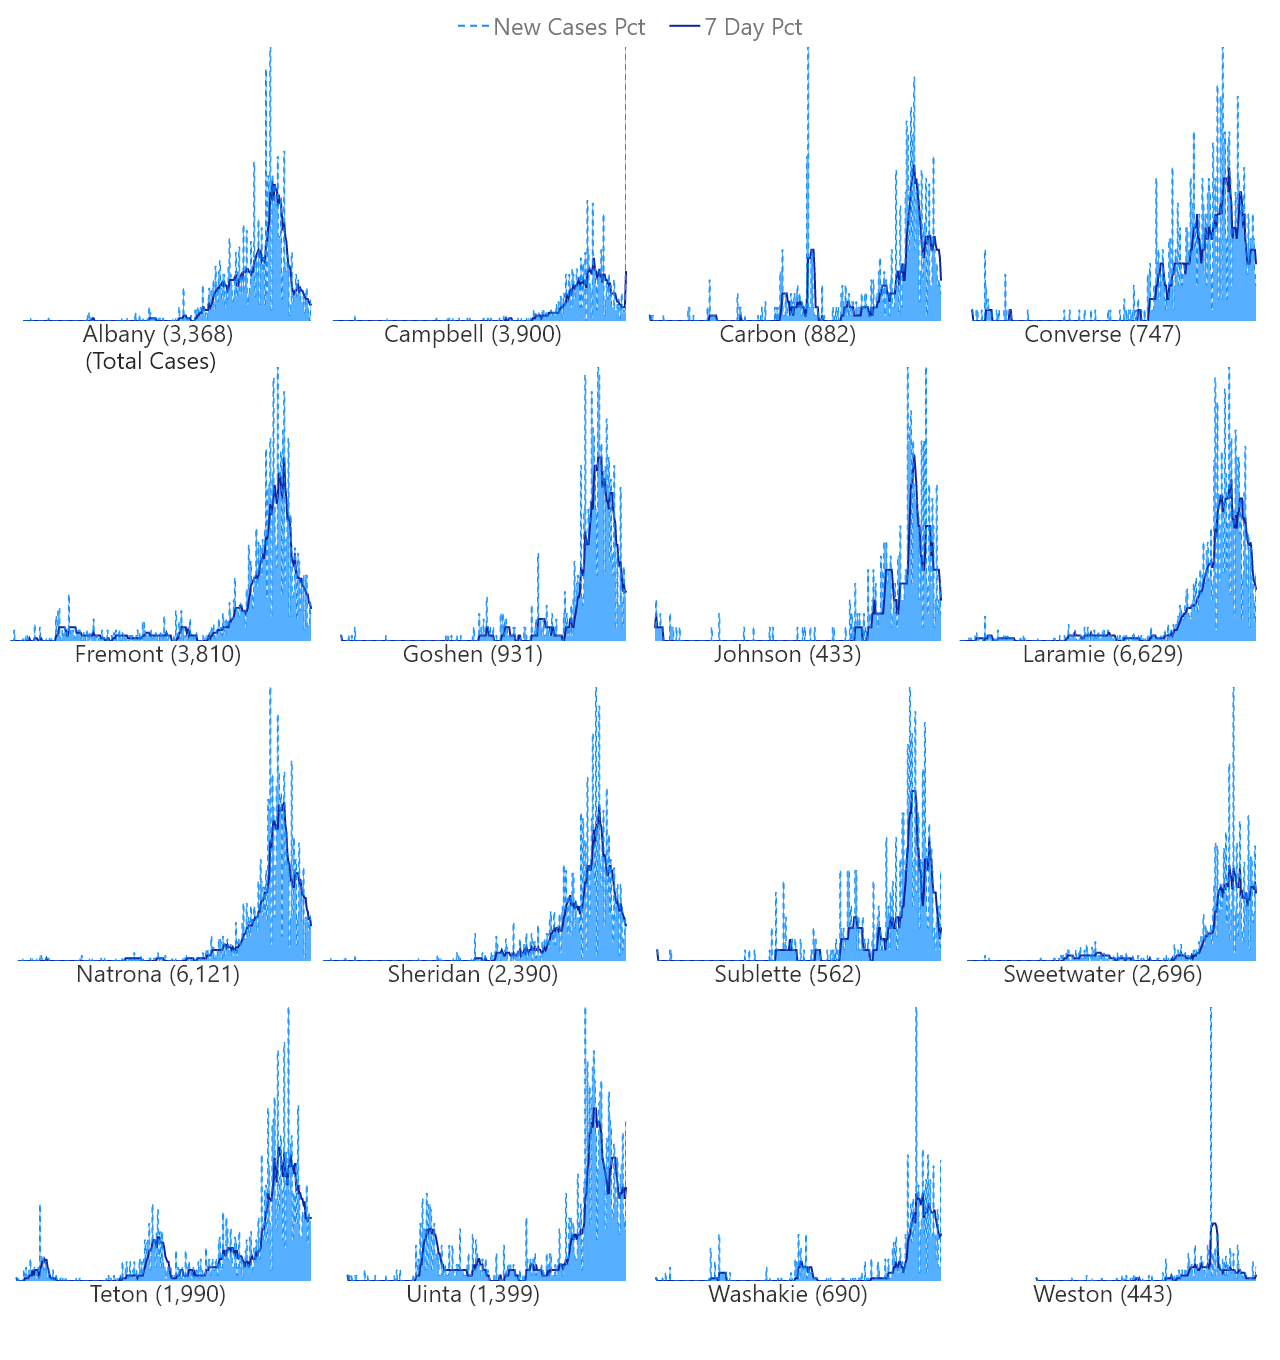 New Cases Pct 7 Day Pct
Albany (3,368) Campbell (3,900) Carbon (882) Converse (747)
(Total Cases)
Fremont (3,810) Goshen (931) Johnson (433) Laramie (6,629)
Natrona (6,121) Sheridan (2,390) Sublette (562) Sweetwater (2,696)
Teton (1,990) Uinta (1,399) Washakie (690) Weston (443)